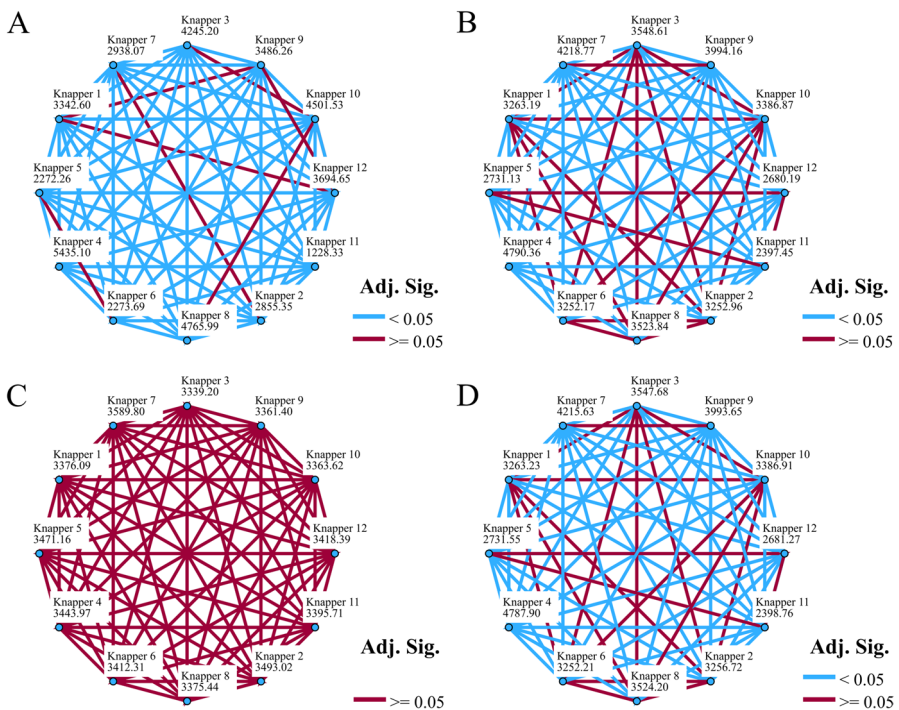 A
Knapper 3
4245.20
Knapper 7
2938.07
Knapper 9
3486.26
Knapper 1
3342.60
Knapper 10
4501.53
Knapper 5
2272.26
Knapper 12
3694.65
Knapper 4
5435.10
Knapper 11
1228.33
Knapper 6
2273.69
Knapper 8
4765.99
Knapper 2
2855.35
Adj. Sig.
< 0.05
>= 0.05
B
Knapper 3
3548.61
Knapper 7
4218.77
Knapper 9
3994.16
Knapper 1
3263.19
Knapper 10
3386.87
Knapper 5
2731.13
Knapper 12
2680.19
Knapper 4
4790.36
Knapper 11
2397.45
Knapper 6
3252.17
Knapper 8
3523.84
Knapper 2
3252.96
Adj. Sig.
< 0.05
>= 0.05
C
Knapper 3
3339.20
Knapper 7
3589.80
Knapper 9
3361.40
Knapper 1
3376.09
Knapper 10
3363.62
Knapper 5
3471.16
Knapper 12
3418.39
Knapper 4
3443.97
Knapper 11
3395.71
Knapper 6
3412.31
Knapper 8
3375.44
Knapper 2
3493.02
Adj. Sig.
>= 0.05
D
Knapper 3
3547.68
Knapper 7
4215.63
Knapper 9
3993.65
Knapper 1
3263.23
Knapper 10
3386.91
Knapper 5
2731.55
Knapper 12
2681.27
Knapper 4
4787.90
Knapper 11
2398.76
Knapper 6
3252.21
Knapper 8
3524.20
Knapper 2
3256.72
Adj. Sig.
< 0.05
>= 0.05